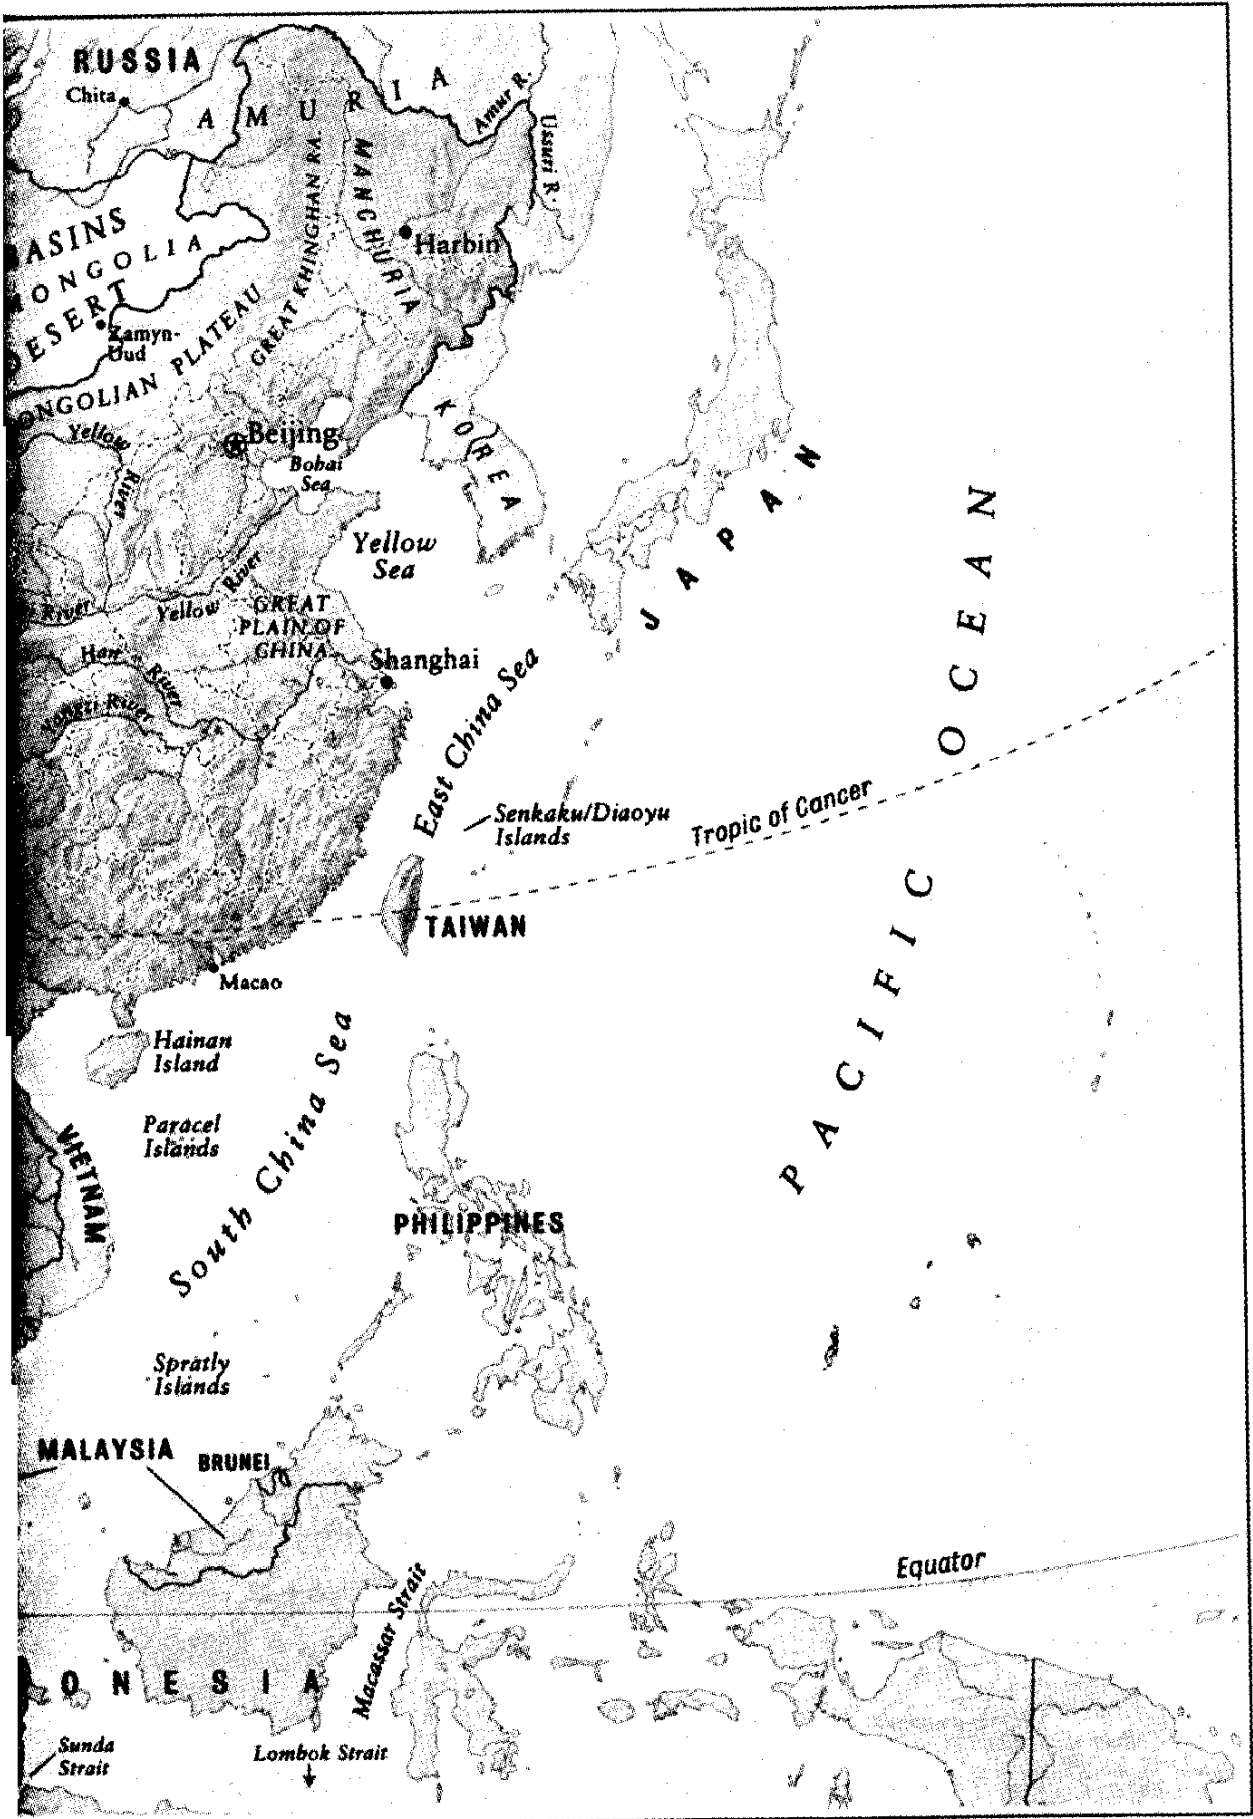 RUSSIA
Chita
AMURIA
Amur R.
Ussuri R.
MANCHURIA
GREAT KHINGHAN RA.
Harbin
BASINS
MONGOLIA
DESERT
Zamyn-
Uud
MONGOLIAN PLATEAU
Yellow
River
Beijing
Bohai
Sea
KOREA
JAPAN
Yellow
Sea
River
Yellow River
GREAT
PLAIN OF
CHINA
Han River
Yangzi River
Shanghai
East China Sea
Senkaku/Diaoyu
Islands
Tropic of Cancer
PACIFIC OCEAN
TAIWAN
Macao
Hainan
Island
Paracel
Islands
South China Sea
VIETNAM
PHILIPPINES
Spratly
Islands
MALAYSIA
BRUNEI
Equator
Macassar Strait
ONESIA
Sunda
Strait
Lombok Strait